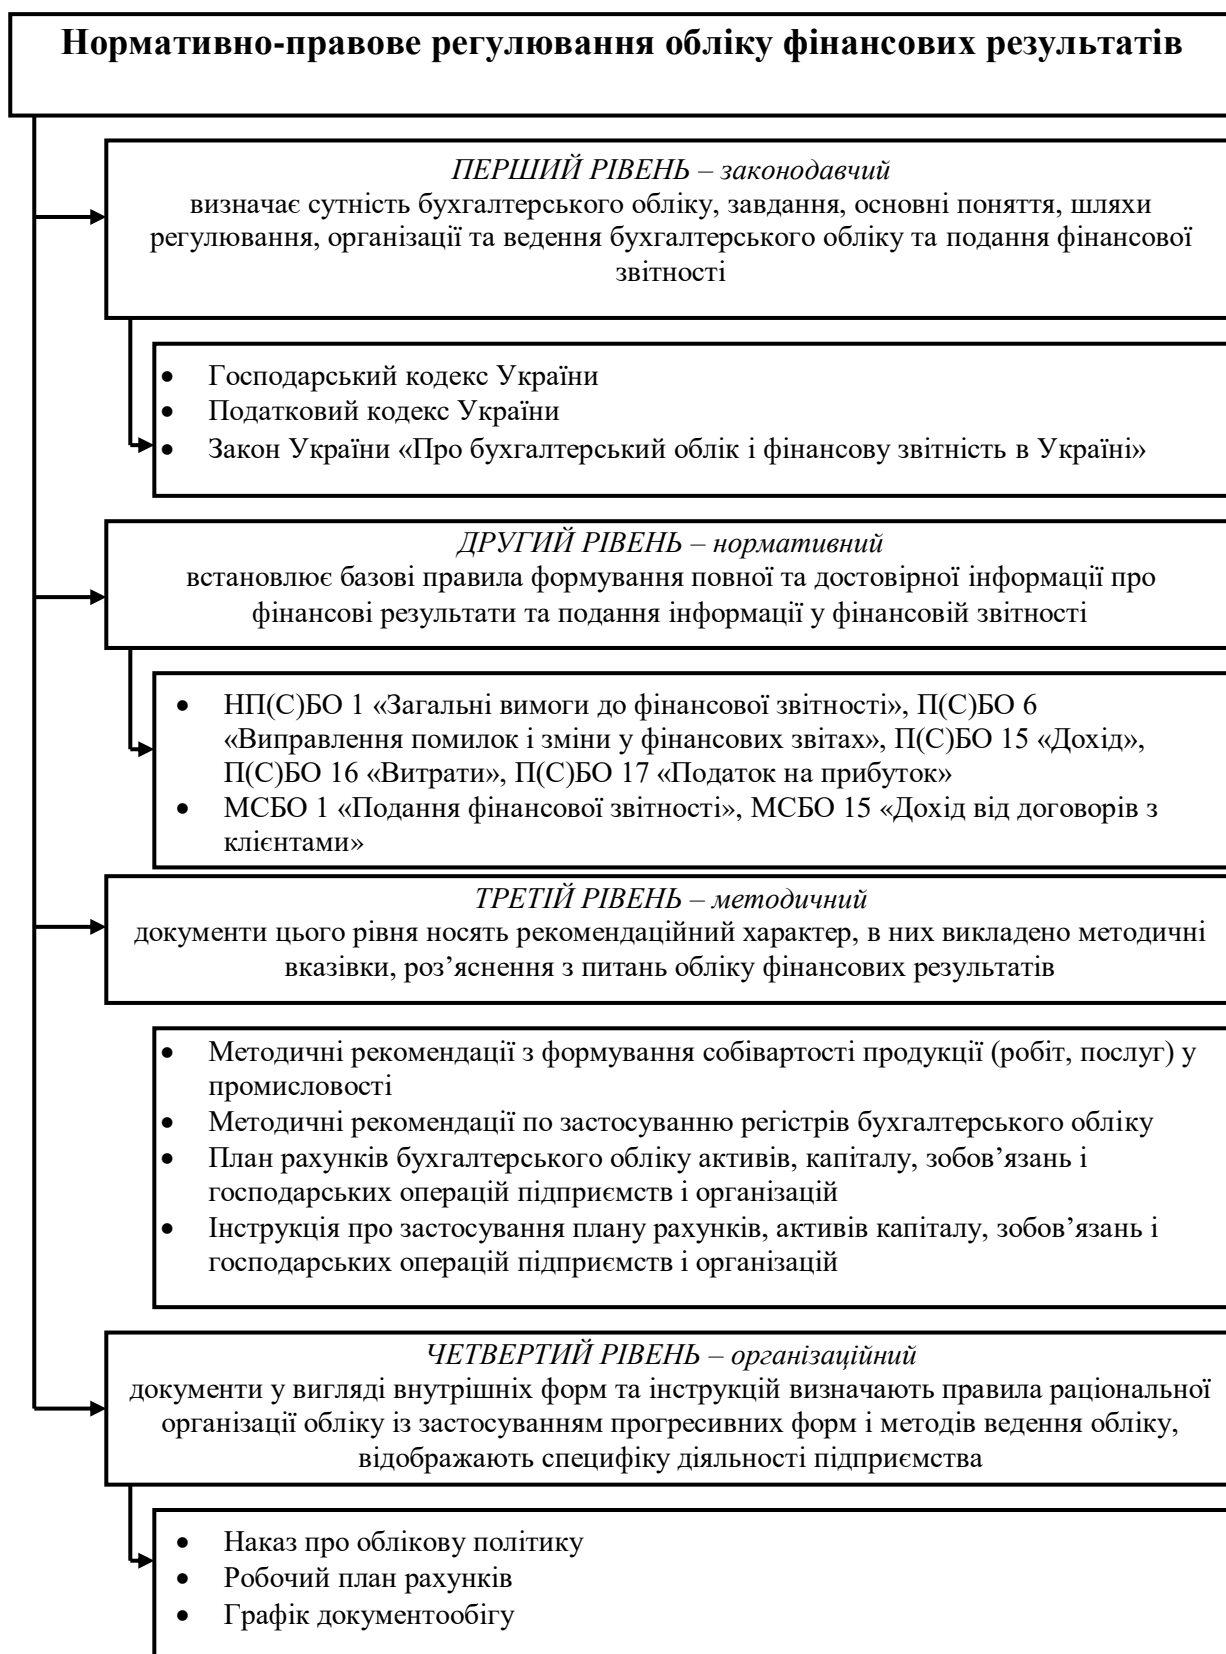 Нормативно-правове регулювання обліку фінансових результатів
ПЕРШИЙ РІВЕНЬ – законодавчий
визначає сутність бухгалтерського обліку, завдання, основні поняття, шляхи
регулювання, організації та ведення бухгалтерського обліку та подання фінансової
звітності
• Господарський кодекс України
• Податковий кодекс України
• Закон України «Про бухгалтерський облік і фінансову звітність в Україні»
ДРУГИЙ РІВЕНЬ – нормативний
встановлює базові правила формування повної та достовірної інформації про
фінансові результати та подання інформації у фінансовій звітності
• НП(С)БО 1 «Загальні вимоги до фінансової звітності», П(С)БО 6
«Виправлення помилок і зміни у фінансових звітах», П(С)БО 15 «Дохід»,
П(С)БО 16 «Витрати», П(С)БО 17 «Податок на прибуток»
• МСБО 1 «Подання фінансової звітності», МСБО 15 «Дохід від договорів з
клієнтами»
ТРЕТІЙ РІВЕНЬ – методичний
документи цього рівня носять рекомендаційний характер, в них викладено методичні
вказівки, роз’яснення з питань обліку фінансових результатів
• Методичні рекомендації з формування собівартості продукції (робіт, послуг) у
промисловості
• Методичні рекомендації по застосуванню регістрів бухгалтерського обліку
• План рахунків бухгалтерського обліку активів, капіталу, зобов’язань і
господарських операцій підприємств і організацій
• Інструкція про застосування плану рахунків, активів капіталу, зобов’язань і
господарських операцій підприємств і організацій
ЧЕТВЕРТИЙ РІВЕНЬ – організаційний
документи у вигляді внутрішніх форм та інструкцій визначають правила раціональної
організації обліку із застосуванням прогресивних форм і методів ведення обліку,
відображають специфіку діяльності підприємства
• Наказ про облікову політику
• Робочий план рахунків
• Графік документообігу